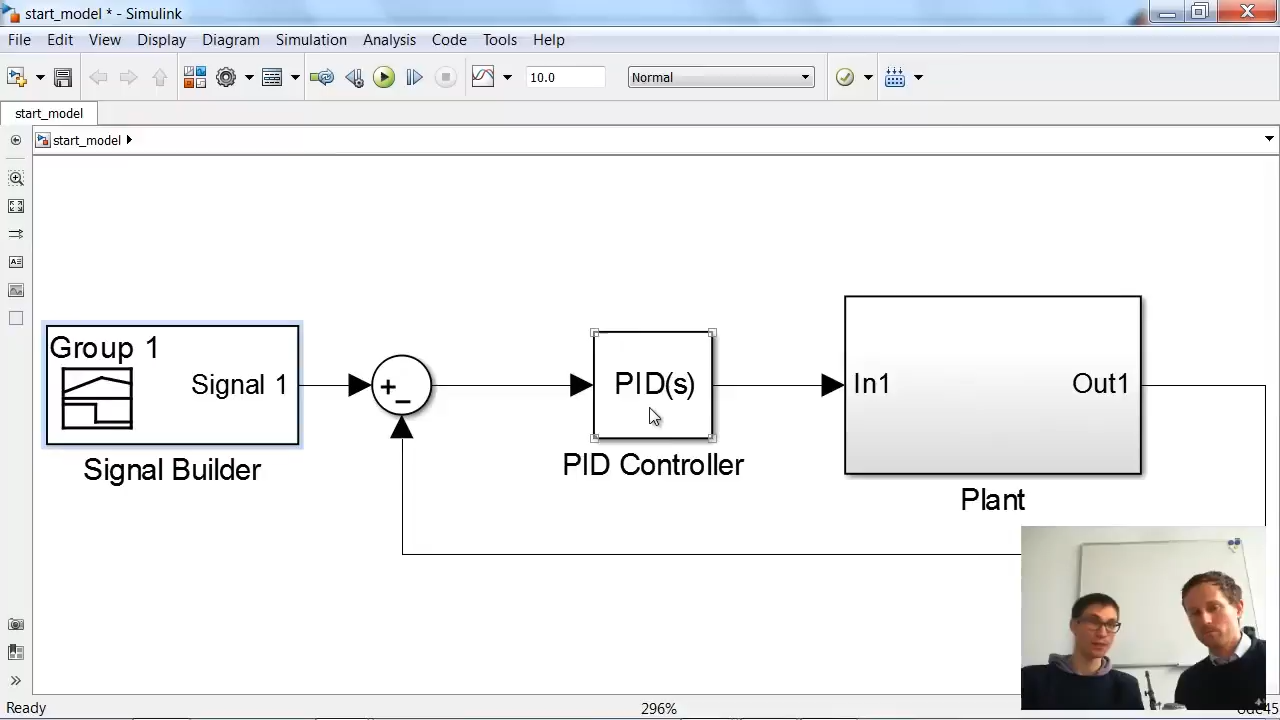 start_model * - Simulink
File Edit View Display Diagram Simulation Analysis Code Tools Help
10.0 Normal
start_model
start_model
Group 1
Signal 1
Signal Builder
+
−
PID(s)
PID Controller
In1 Out1
Plant
Ready 296% ode45